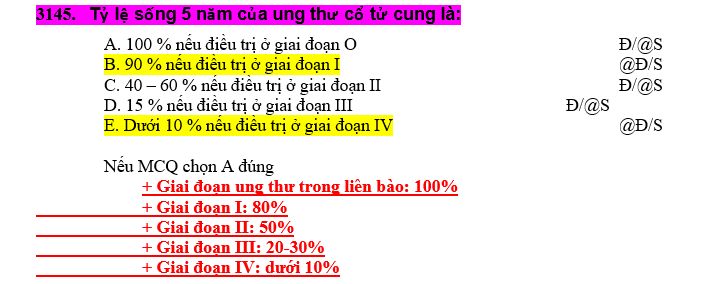 3145. Tỷ lệ sống 5 năm của ung thư cổ tử cung là:
A. 100 % nếu điều trị ở giai đoạn O Đ/@S
B. 90 % nếu điều trị ở giai đoạn I @Đ/S
C. 40 – 60 % nếu điều trị ở giai đoạn II Đ/@S
D. 15 % nếu điều trị ở giai đoạn III Đ/@S
E. Dưới 10 % nếu điều trị ở giai đoạn IV @Đ/S
Nếu MCQ chọn A đúng
+ Giai đoạn ung thư trong liên bào: 100%
+ Giai đoạn I: 80%
+ Giai đoạn II: 50%
+ Giai đoạn III: 20-30%
+ Giai đoạn IV: dưới 10%